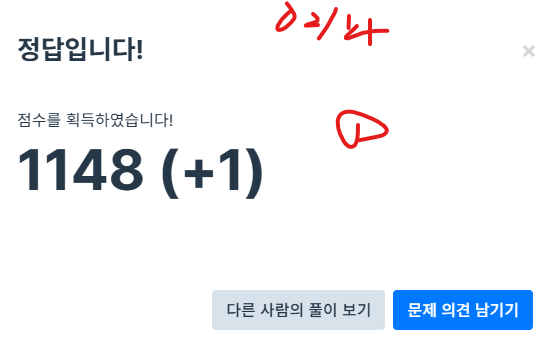 02/24
정답입니다!
점수를 획득하였습니다!
①
1148 (+1)
다른 사람의 풀이 보기
문제 의견 남기기